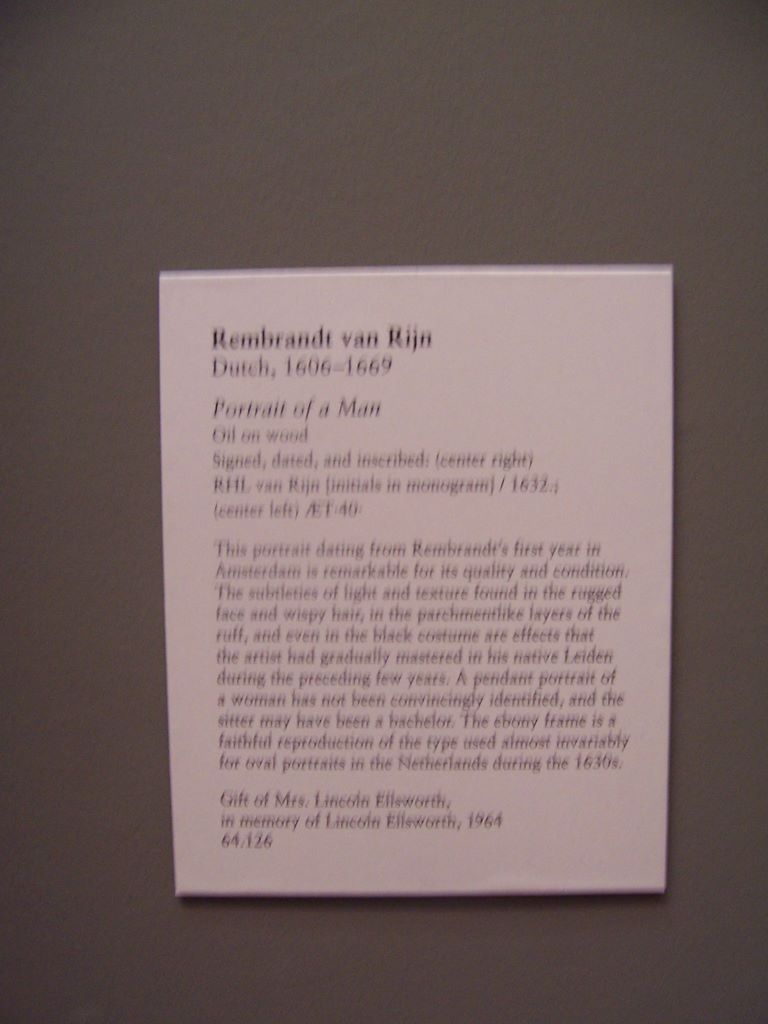 Rembrandt van Rijn
Dutch, 1606–1669
Portrait of a Man
Oil on wood
Signed, dated, and inscribed: (center right)
RHL van Rijn [initials in monogram] / 1632.;
(center left) ÆT·40·
This portrait dating from Rembrandt's first year in
Amsterdam is remarkable for its quality and condition.
The subtleties of light and texture found in the rugged
face and wispy hair, in the parchmentlike layers of the
ruff, and even in the black costume are effects that
the artist had gradually mastered in his native Leiden
during the preceding few years. A pendant portrait of
a woman has not been convincingly identified, and the
sitter may have been a bachelor. The ebony frame is a
faithful reproduction of the type used almost invariably
for oval portraits in the Netherlands during the 1630s.
Gift of Mrs. Lincoln Ellsworth,
in memory of Lincoln Ellsworth, 1964
64.126